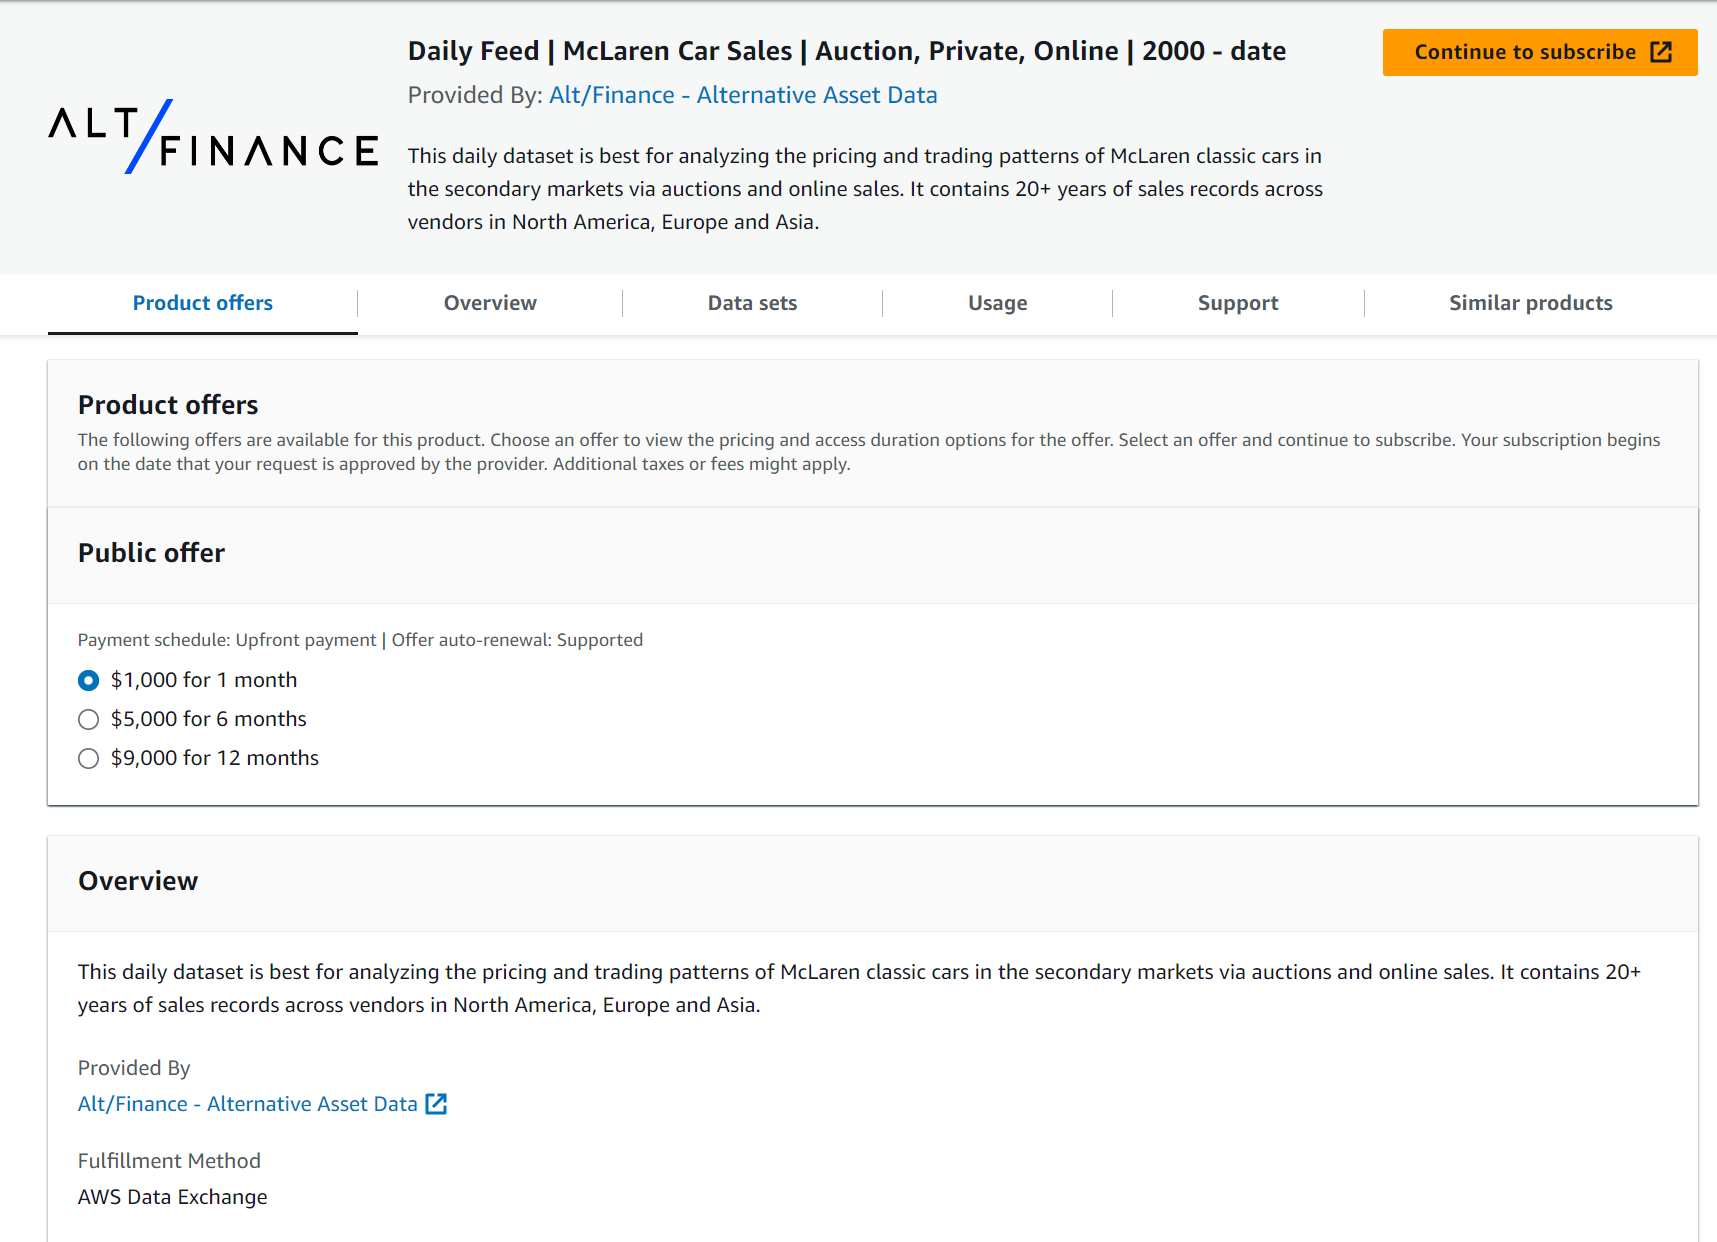 ALT/FINANCE
Daily Feed | McLaren Car Sales | Auction, Private, Online | 2000 - date
Provided By: Alt/Finance - Alternative Asset Data
This daily dataset is best for analyzing the pricing and trading patterns of McLaren classic cars in
the secondary markets via auctions and online sales. It contains 20+ years of sales records across
vendors in North America, Europe and Asia.
Continue to subscribe
Product offers
Overview
Data sets
Usage
Support
Similar products
Product offers
The following offers are available for this product. Choose an offer to view the pricing and access duration options for the offer. Select an offer and continue to subscribe. Your subscription begins
on the date that your request is approved by the provider. Additional taxes or fees might apply.
Public offer
Payment schedule: Upfront payment | Offer auto-renewal: Supported
$1,000 for 1 month
$5,000 for 6 months
$9,000 for 12 months
Overview
This daily dataset is best for analyzing the pricing and trading patterns of McLaren classic cars in the secondary markets via auctions and online sales. It contains 20+
years of sales records across vendors in North America, Europe and Asia.
Provided By
Alt/Finance - Alternative Asset Data
Fulfillment Method
AWS Data Exchange